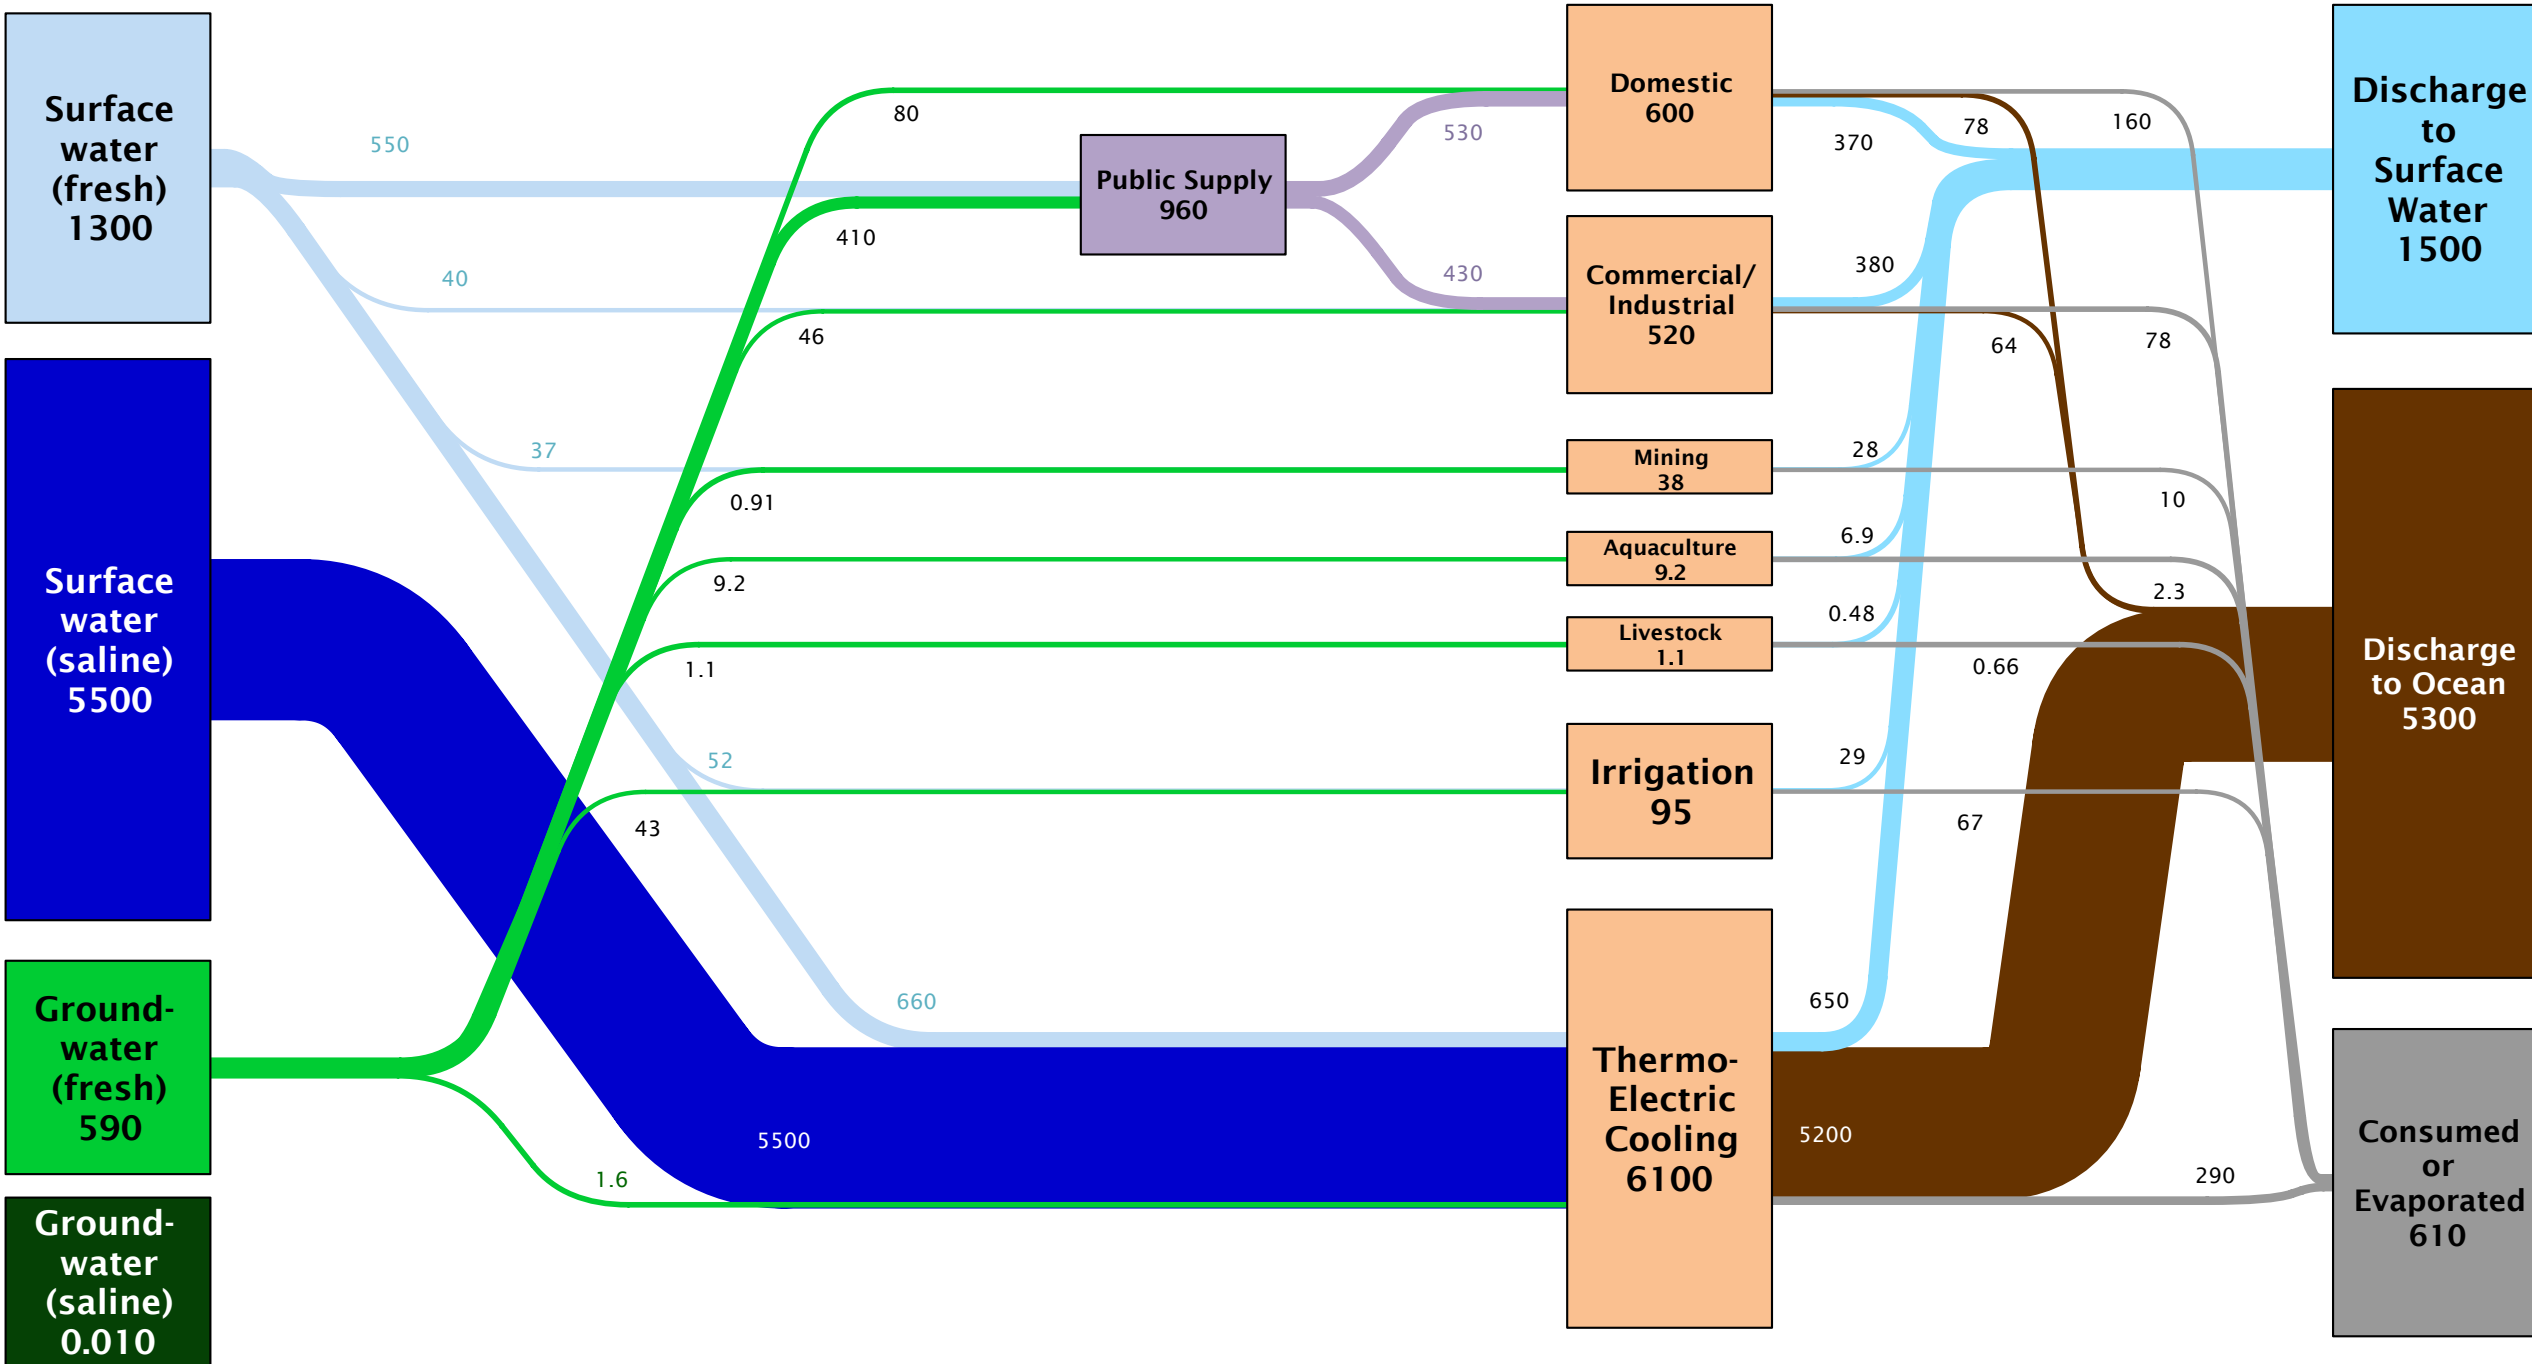 Surface
water
(fresh)
1300
Surface
water
(saline)
5500
Ground-
water
(fresh)
590
Ground-
water
(saline)
0.010
550
40
37
52
660
5500
1.6
80
410
46
0.91
9.2
1.1
43
Public Supply
960
530
430
Domestic
600
Commercial/
Industrial
520
Mining
38
Aquaculture
9.2
Livestock
1.1
Irrigation
95
Thermo-
Electric
Cooling
6100
370
78
160
380
64
78
28
10
6.9
2.3
0.48
0.66
29
67
650
5200
290
Discharge
to
Surface
Water
1500
Discharge
to Ocean
5300
Consumed
or
Evaporated
610